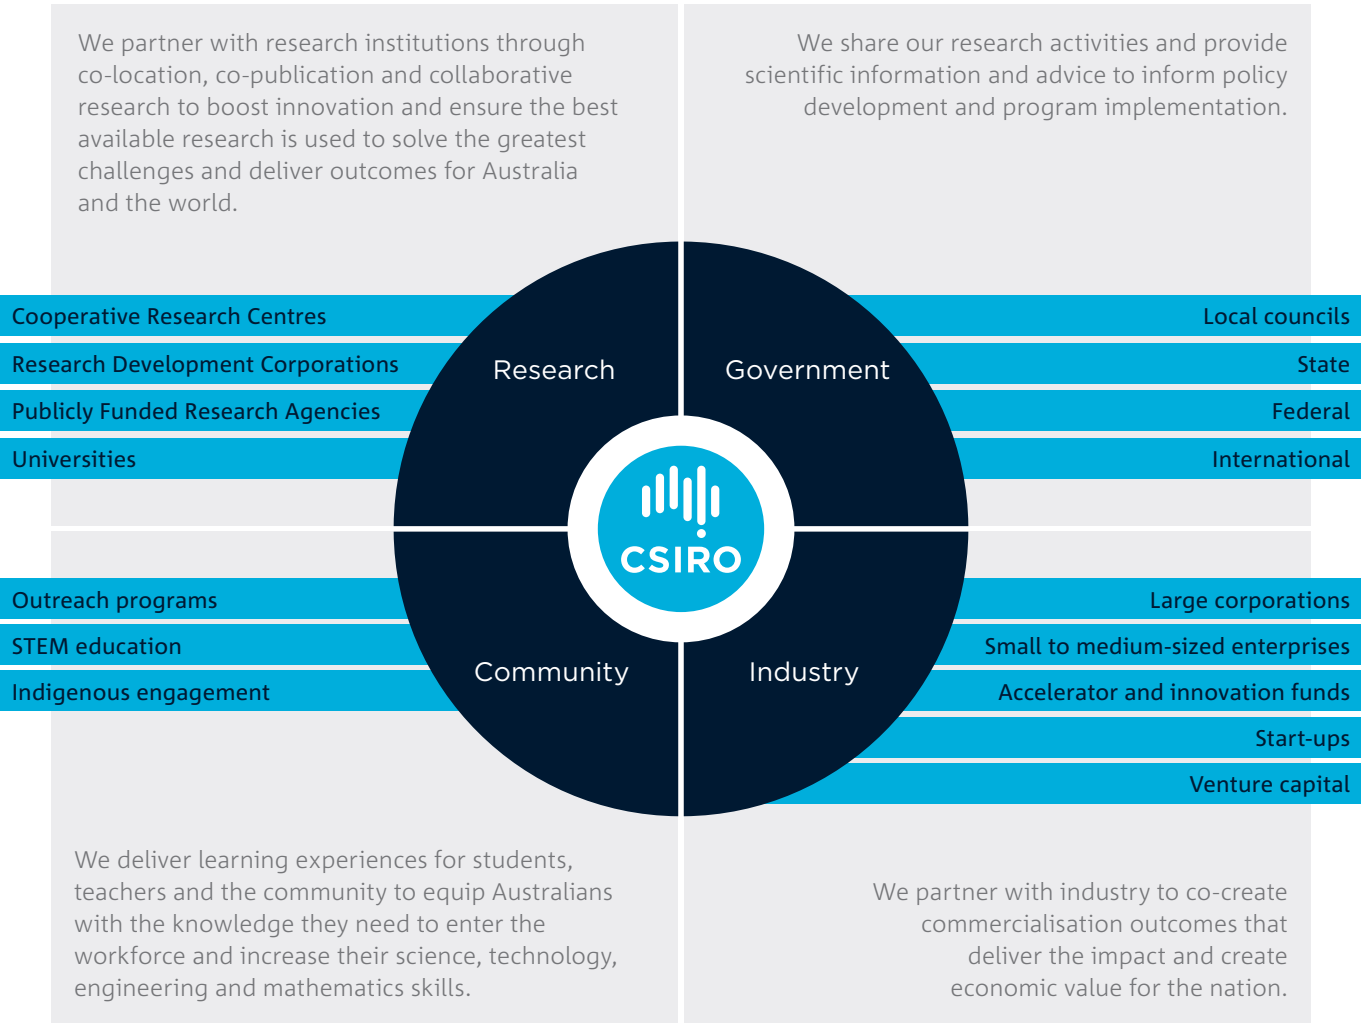 We partner with research institutions through
co-location, co-publication and collaborative
research to boost innovation and ensure the best
available research is used to solve the greatest
challenges and deliver outcomes for Australia
and the world.
We share our research activities and provide
scientific information and advice to inform policy
development and program implementation.
Cooperative Research Centres
Research Development Corporations
Publicly Funded Research Agencies
Universities
Research
Government
Local councils
State
Federal
International
CSIRO
Outreach programs
STEM education
Indigenous engagement
Community
Industry
Large corporations
Small to medium-sized enterprises
Accelerator and innovation funds
Start-ups
Venture capital
We deliver learning experiences for students,
teachers and the community to equip Australians
with the knowledge they need to enter the
workforce and increase their science, technology,
engineering and mathematics skills.
We partner with industry to co-create
commercialisation outcomes that
deliver the impact and create
economic value for the nation.